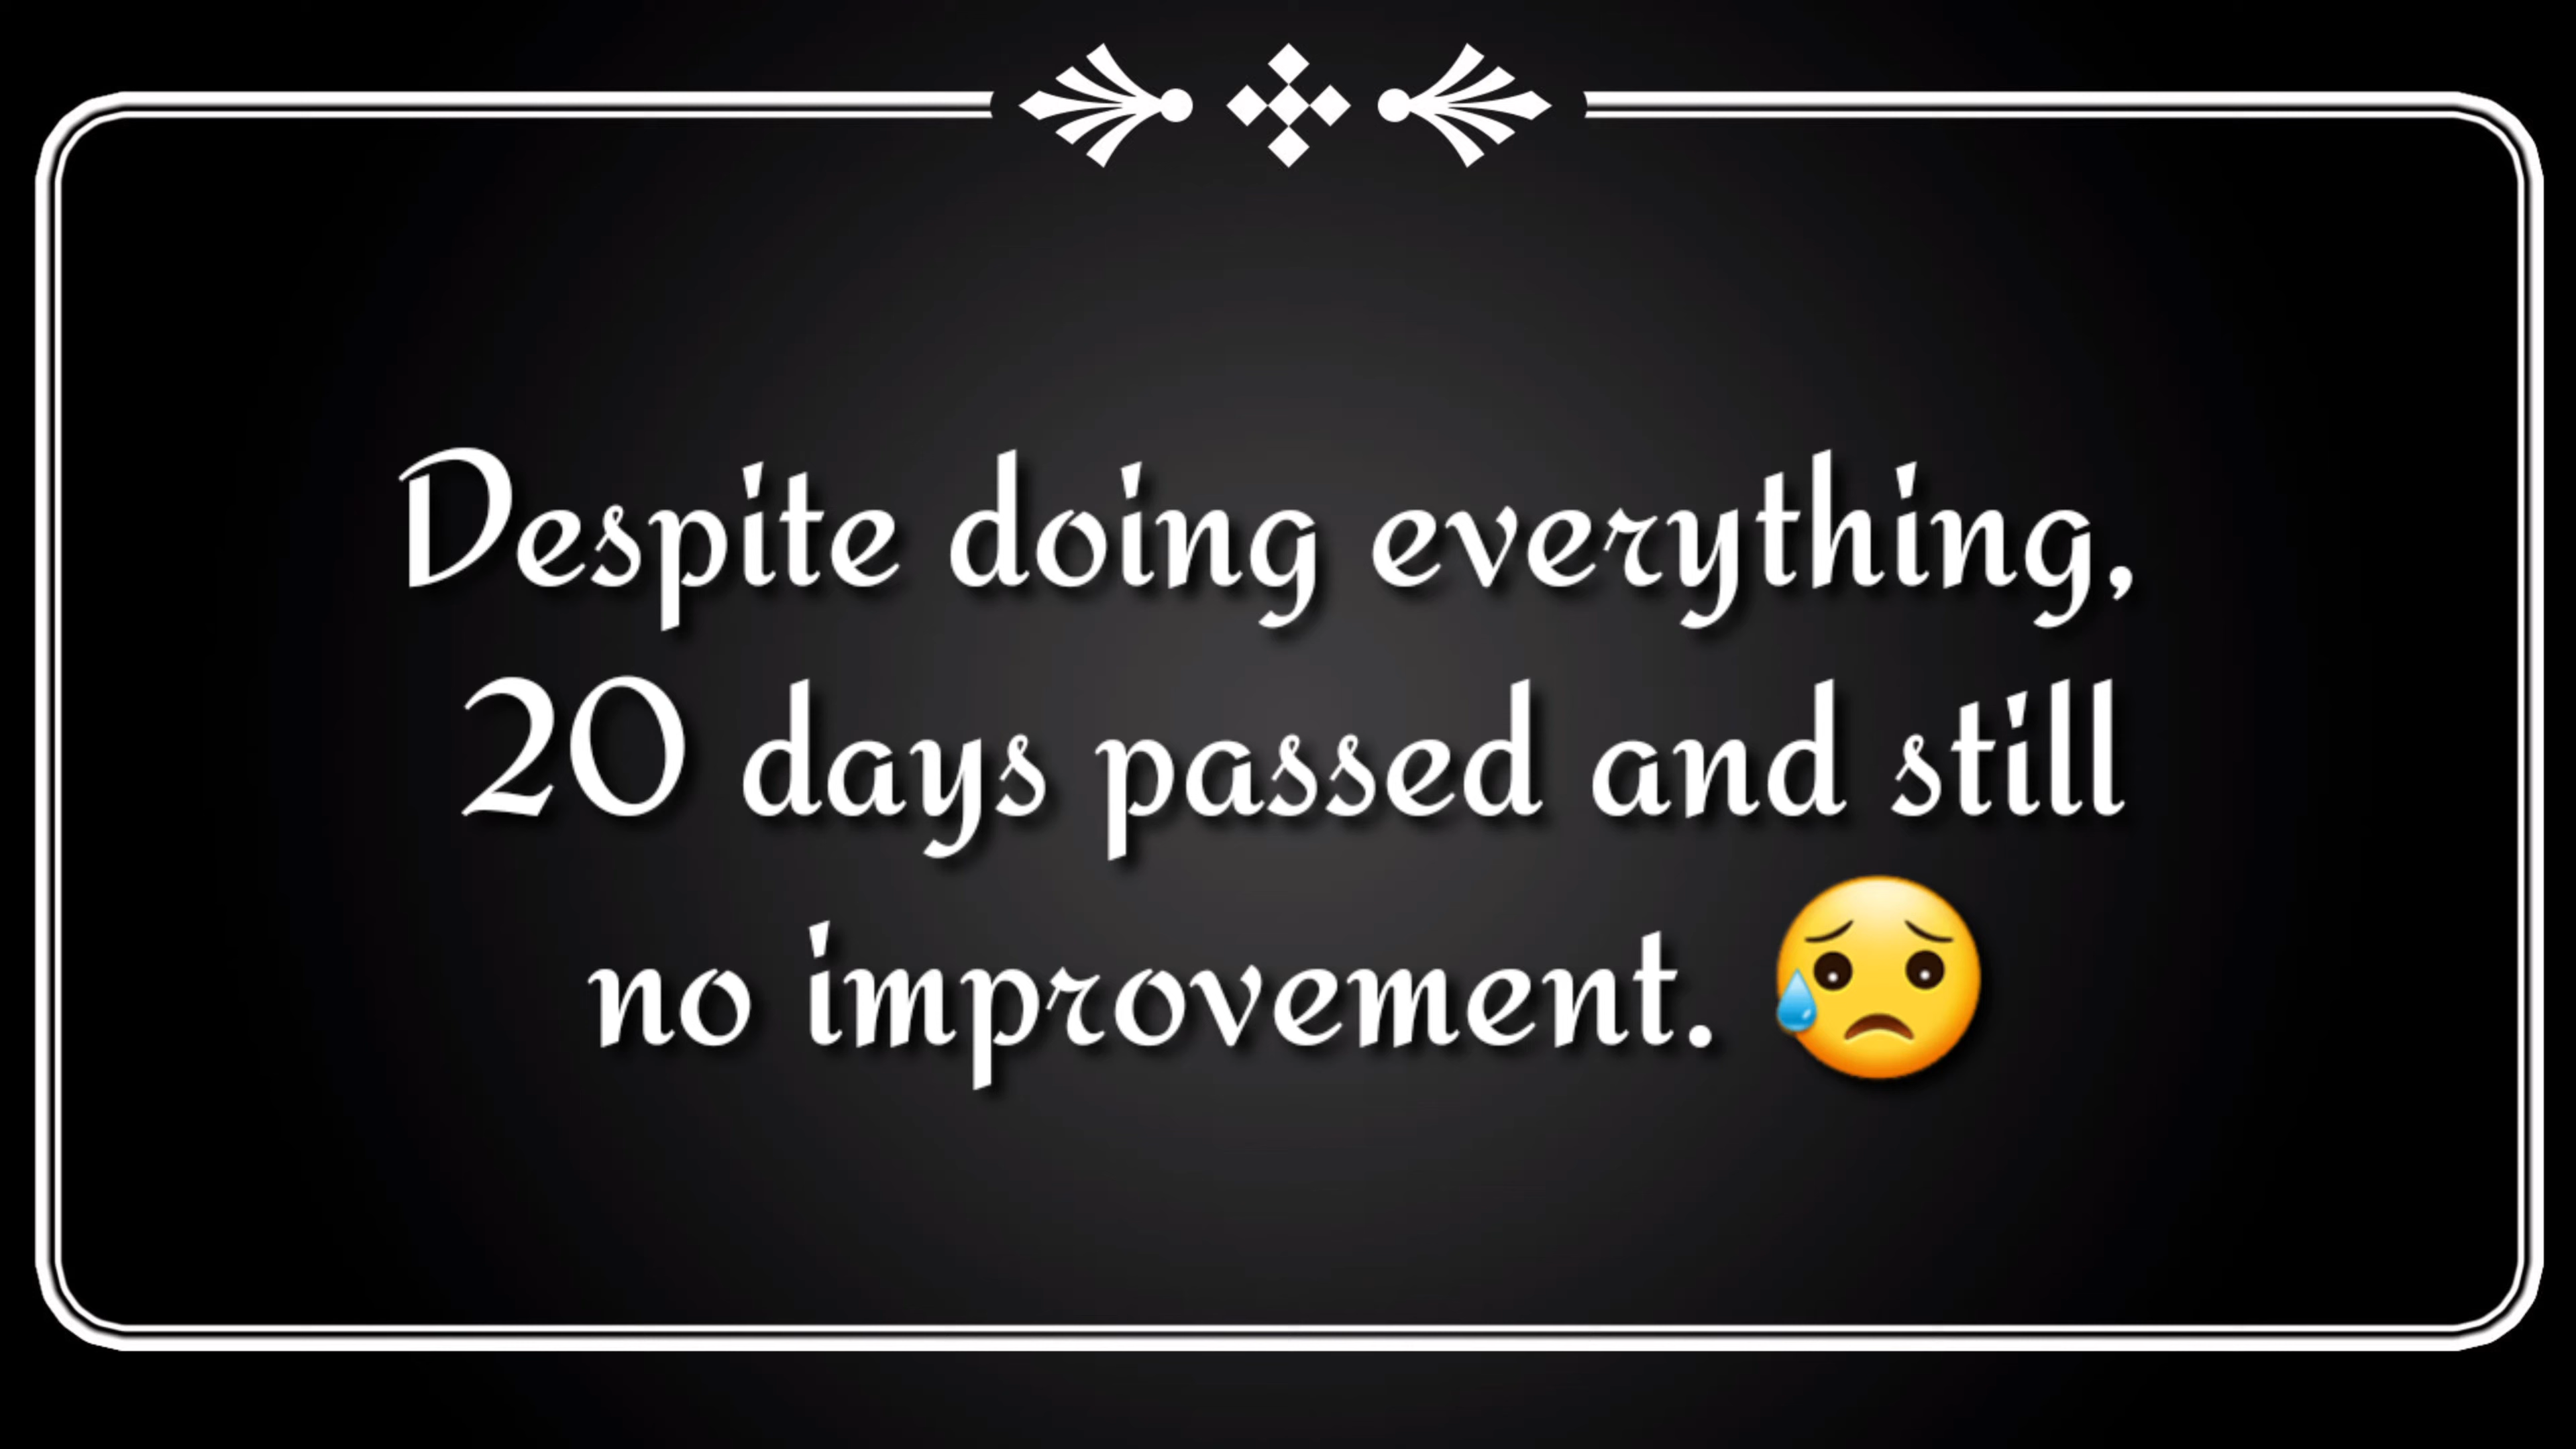 Despite doing everything,
20 days passed and still
no improvement. 😥